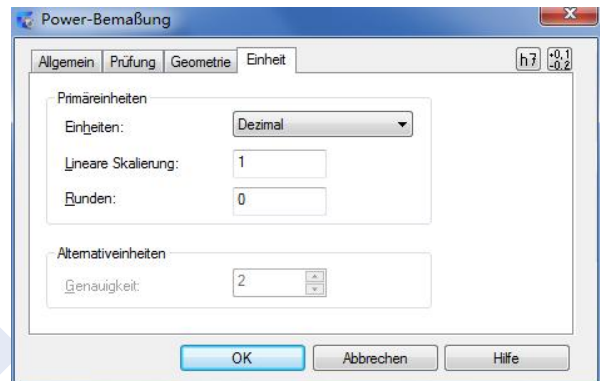 Power-Bemaßung
Allgemein Prüfung Geometrie Einheit h7 +0,1
-0,2
Primäreinheiten
Einheiten: Dezimal
Lineare Skalierung: 1
Runden: 0
Alternativeinheiten
Genauigkeit: 2
OK Abbrechen Hilfe